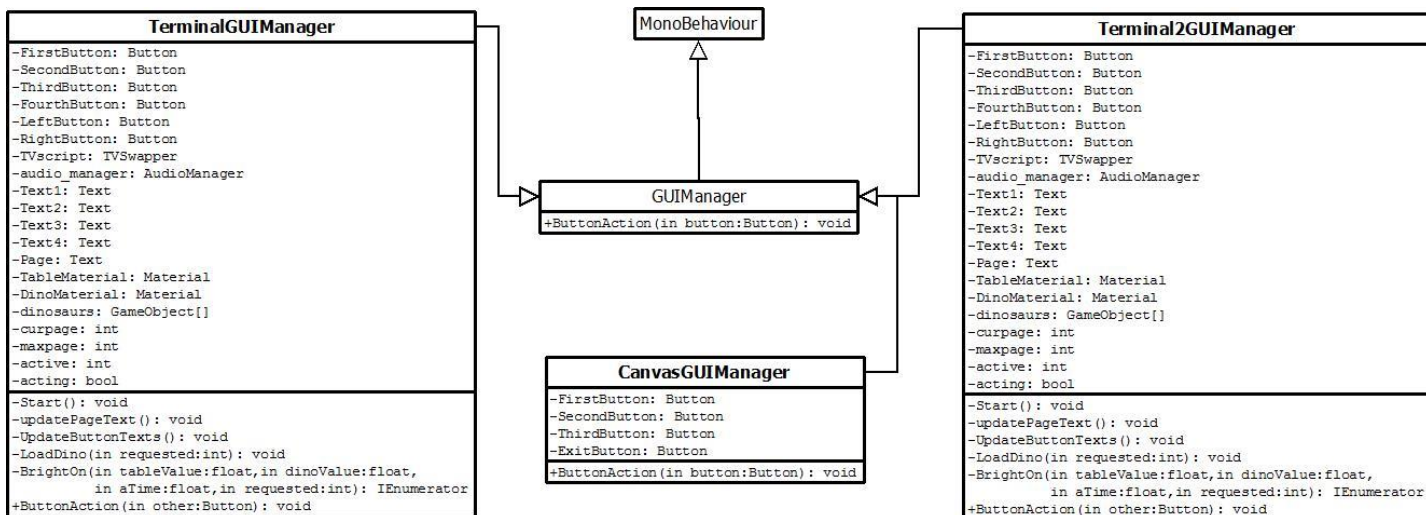 TerminalGUIManager
-FirstButton: Button
-SecondButton: Button
-ThirdButton: Button
-FourthButton: Button
-LeftButton: Button
-RightButton: Button
-TVscript: TVSwapper
-audio_manager: AudioManager
-Text1: Text
-Text2: Text
-Text3: Text
-Text4: Text
-Page: Text
-TableMaterial: Material
-DinoMaterial: Material
-dinosaurs: GameObject[]
-curpage: int
-maxpage: int
-active: int
-acting: bool
-Start(): void
-updatePageText(): void
-UpdateButtonTexts(): void
-LoadDino(in requested:int): void
-BrightOn(in tableValue:float,in dinoValue:float,
in aTime:float,in requested:int): IEnumerator
+ButtonAction(in other:Button): void
MonoBehaviour
GUIManager
+ButtonAction(in button:Button): void
CanvasGUIManager
-FirstButton: Button
-SecondButton: Button
-ThirdButton: Button
-ExitButton: Button
+ButtonAction(in button:Button): void
Terminal2GUIManager
-FirstButton: Button
-SecondButton: Button
-ThirdButton: Button
-FourthButton: Button
-LeftButton: Button
-RightButton: Button
-TVscript: TVSwapper
-audio_manager: AudioManager
-Text1: Text
-Text2: Text
-Text3: Text
-Text4: Text
-Page: Text
-TableMaterial: Material
-DinoMaterial: Material
-dinosaurs: GameObject[]
-curpage: int
-maxpage: int
-active: int
-acting: bool
-Start(): void
-updatePageText(): void
-UpdateButtonTexts(): void
-LoadDino(in requested:int): void
-BrightOn(in tableValue:float,in dinoValue:float,
in aTime:float,in requested:int): IEnumerator
+ButtonAction(in other:Button): void